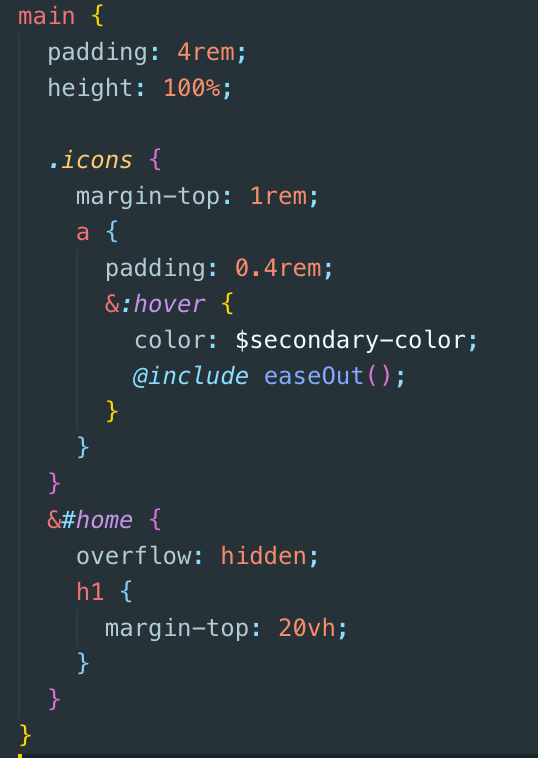 main {
  padding: 4rem;
  height: 100%;

  .icons {
    margin-top: 1rem;
    a {
      padding: 0.4rem;
      &:hover {
        color: $secondary-color;
        @include easeOut();
      }
    }
  }
  &#home {
    overflow: hidden;
    h1 {
      margin-top: 20vh;
    }
  }
}